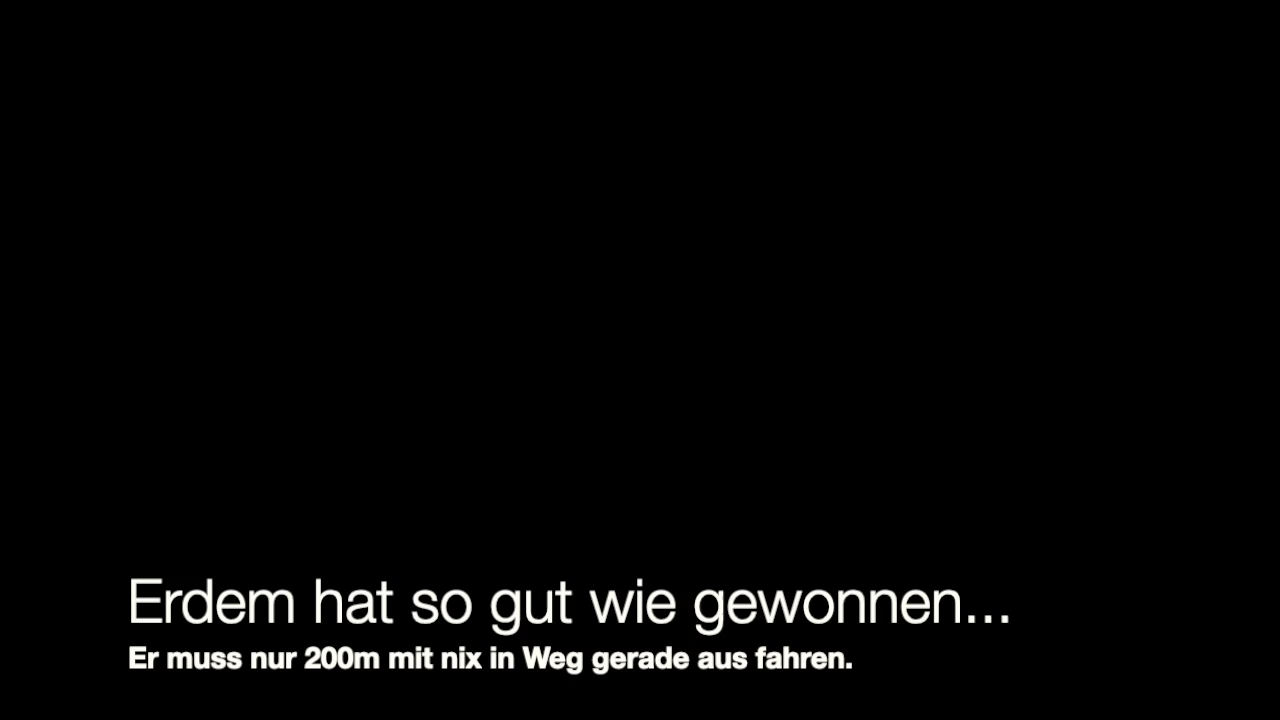 Erdem hat so gut wie gewonnen...
Er muss nur 200m mit nix in Weg gerade aus fahren.